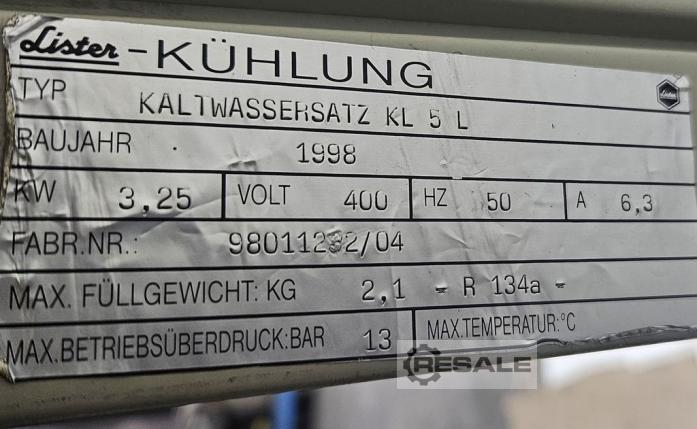 Lister-KÜHLUNG
Lister
TYP KALTWASSERSATZ KL 5 L
BAUJAHR 1998
KW 3,25 VOLT 400 HZ 50 A 6,3
FABR.NR.:
MAX. FÜLLGEWICHT: KG 2,1 - R 134a -
MAX.BETRIEBSÜBERDRUCK:BAR 13 MAX.TEMPERATUR:°C
RESALE